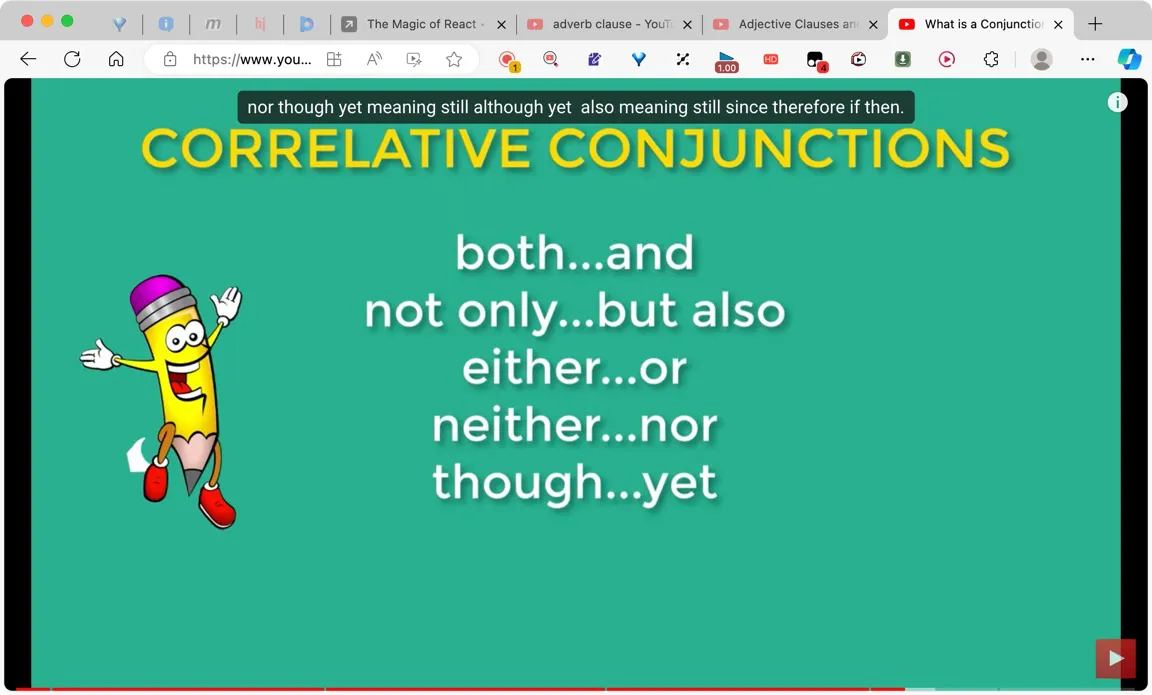 The Magic of React
adverb clause - YouT
Adjective Clauses an
What is a Conjunctio
https://www.you...
1
1.00
HD
4
nor though yet meaning still although yet also meaning still since therefore if then.
CORRELATIVE CONJUNCTIONS
both...and
not only...but also
either...or
neither...nor
though...yet